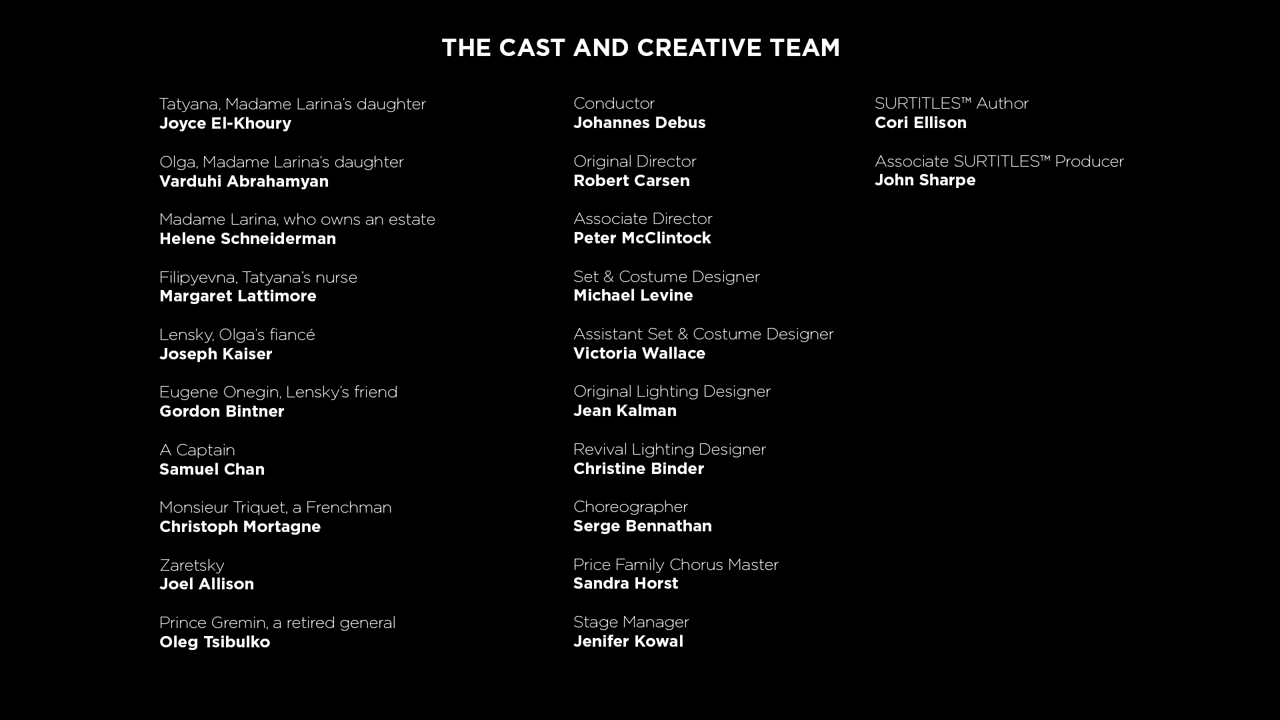 THE CAST AND CREATIVE TEAM
Tatyana, Madame Larina's daughter
Joyce El-Khoury
Olga, Madame Larina's daughter
Varduhi Abrahamyan
Madame Larina, who owns an estate
Helene Schneiderman
Filipyevna, Tatyana's nurse
Margaret Lattimore
Lensky, Olga's fiancé
Joseph Kaiser
Eugene Onegin, Lensky's friend
Gordon Bintner
A Captain
Samuel Chan
Monsieur Triquet, a Frenchman
Christoph Mortagne
Zaretsky
Joel Allison
Prince Gremin, a retired general
Oleg Tsibulko
Conductor
Johannes Debus
Original Director
Robert Carsen
Associate Director
Peter McClintock
Set & Costume Designer
Michael Levine
Assistant Set & Costume Designer
Victoria Wallace
Original Lighting Designer
Jean Kalman
Revival Lighting Designer
Christine Binder
Choreographer
Serge Bennathan
Price Family Chorus Master
Sandra Horst
Stage Manager
Jenifer Kowal
SURTITLES™ Author
Cori Ellison
Associate SURTITLES™ Producer
John Sharpe